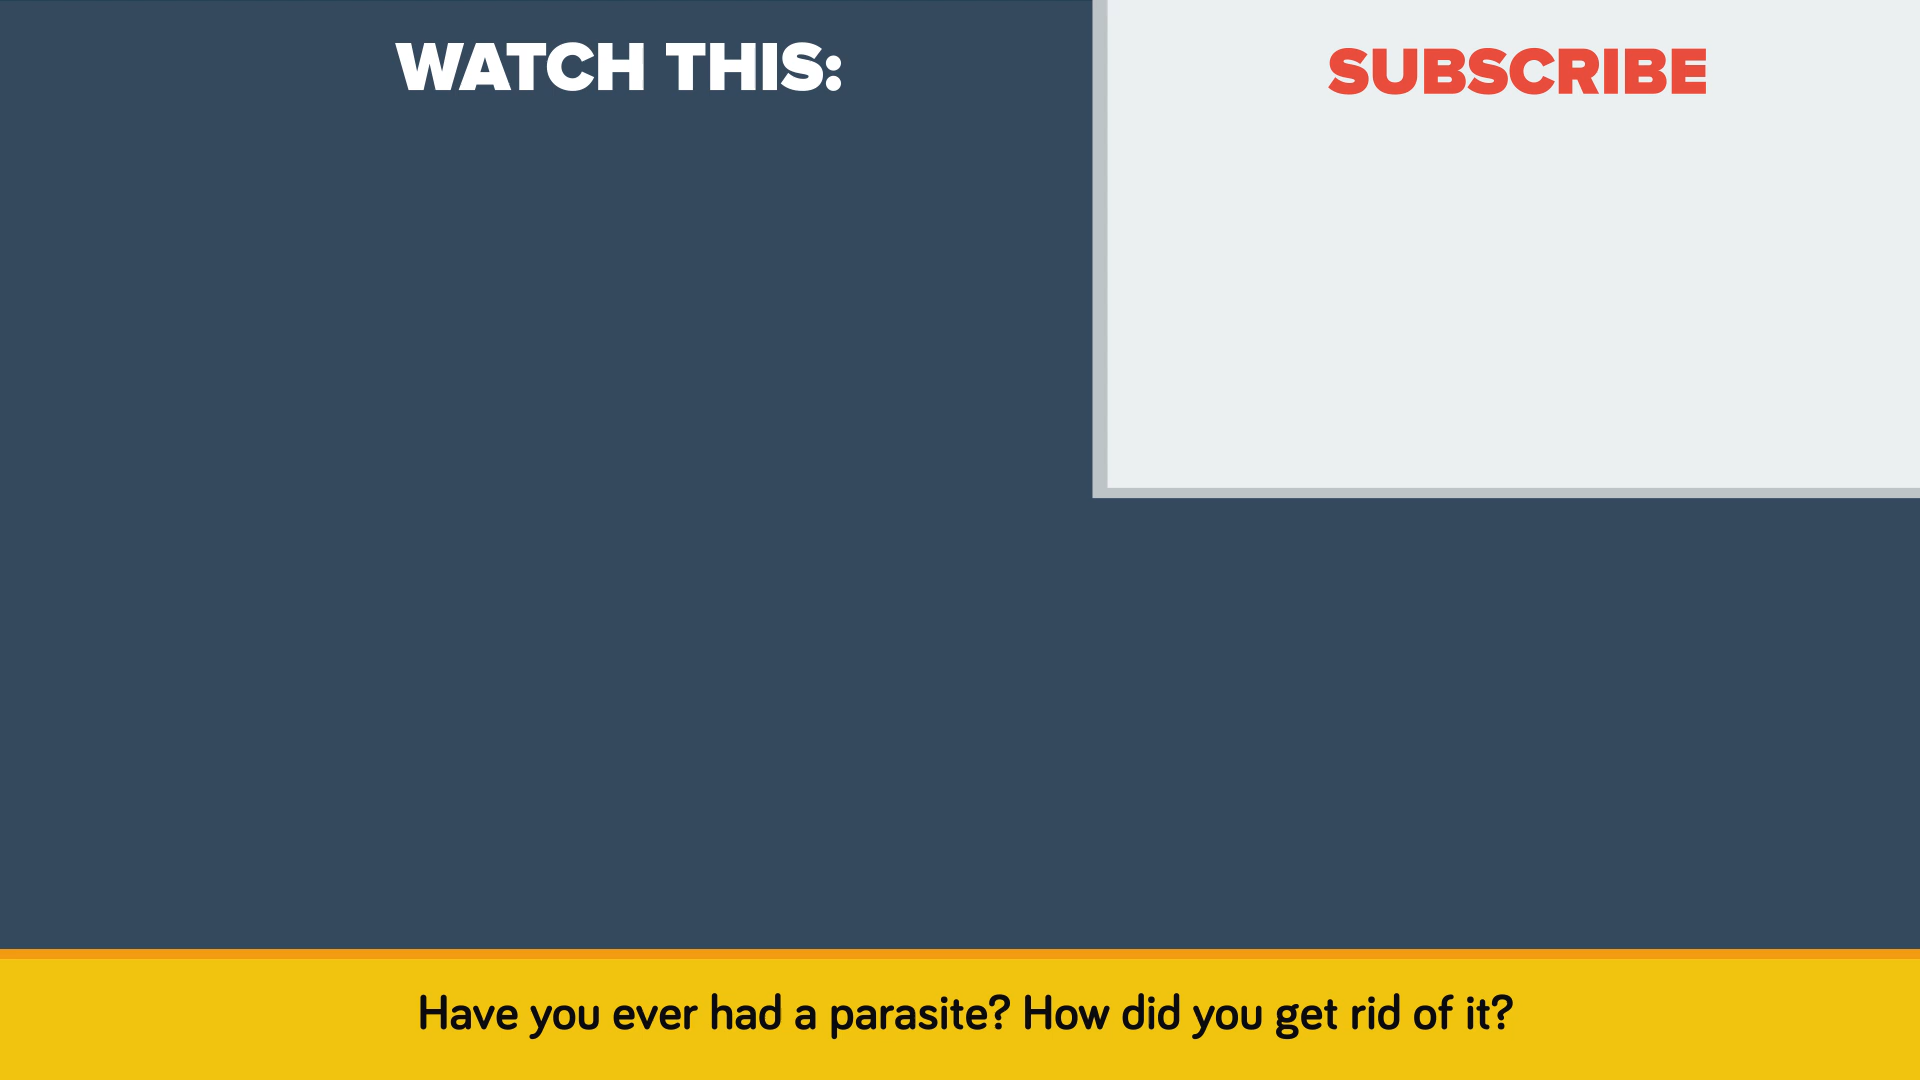 WATCH THIS:
SUBSCRIBE
Have you ever had a parasite? How did you get rid of it?